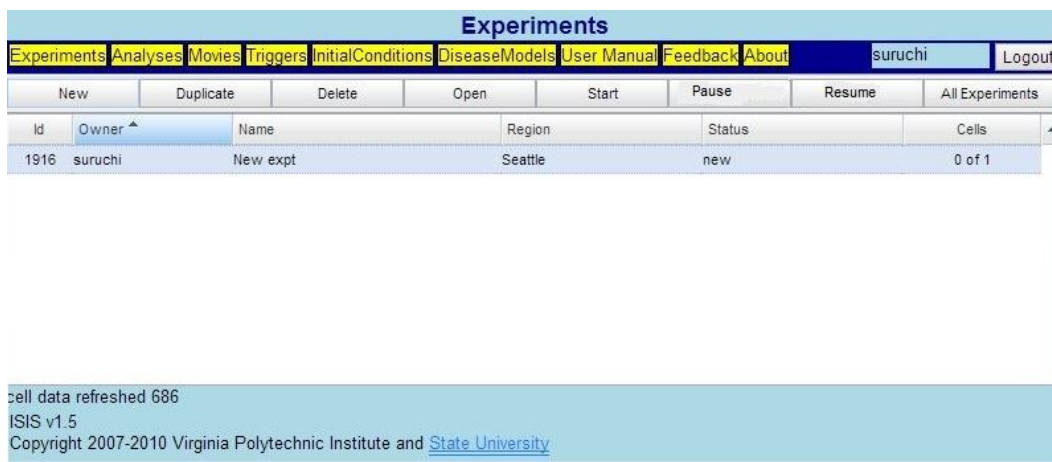 Experiments
Experiments Analyses Movies Triggers InitialConditions DiseaseModels User Manual Feedback About suruchi Logout
New Duplicate Delete Open Start Pause Resume All Experiments
Id Owner Name Region Status Cells
1916 suruchi New expt Seattle new 0 of 1
cell data refreshed 686
ISIS v1.5
Copyright 2007-2010 Virginia Polytechnic Institute and State University